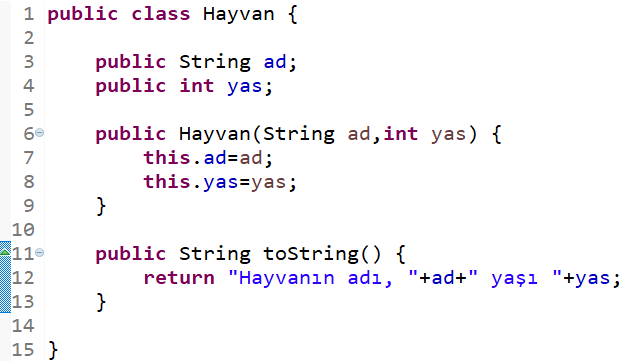 1 public class Hayvan {
2
3     public String ad;
4     public int yas;
5
6     public Hayvan(String ad,int yas) {
7         this.ad=ad;
8         this.yas=yas;
9     }
10
11     public String toString() {
12         return "Hayvanın adı, "+ad+" yaşı "+yas;
13     }
14
15 }